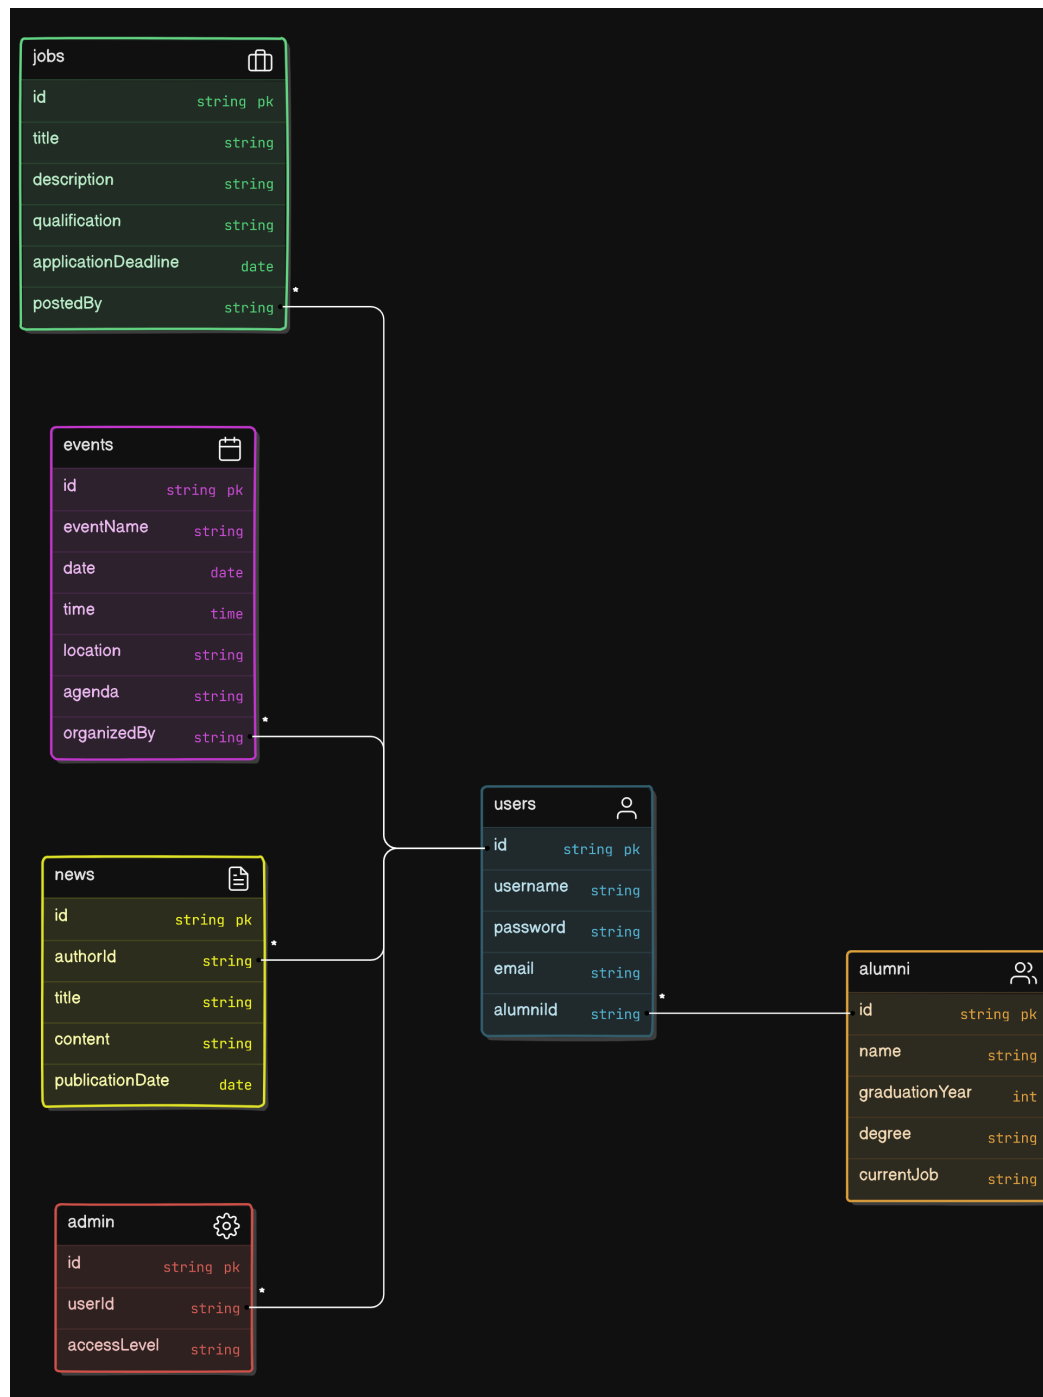 jobs
id string pk
title string
description string
qualification string
applicationDeadline date
postedBy string *
events
id string pk
eventName string
date date
time time
location string
agenda string
organizedBy string *
news
id string pk
authorId string *
title string
content string
publicationDate date
admin
id string pk
userId string *
accessLevel string
users
id string pk
username string
password string
email string
alumniId string *
alumni
id string pk
name string
graduationYear int
degree string
currentJob string